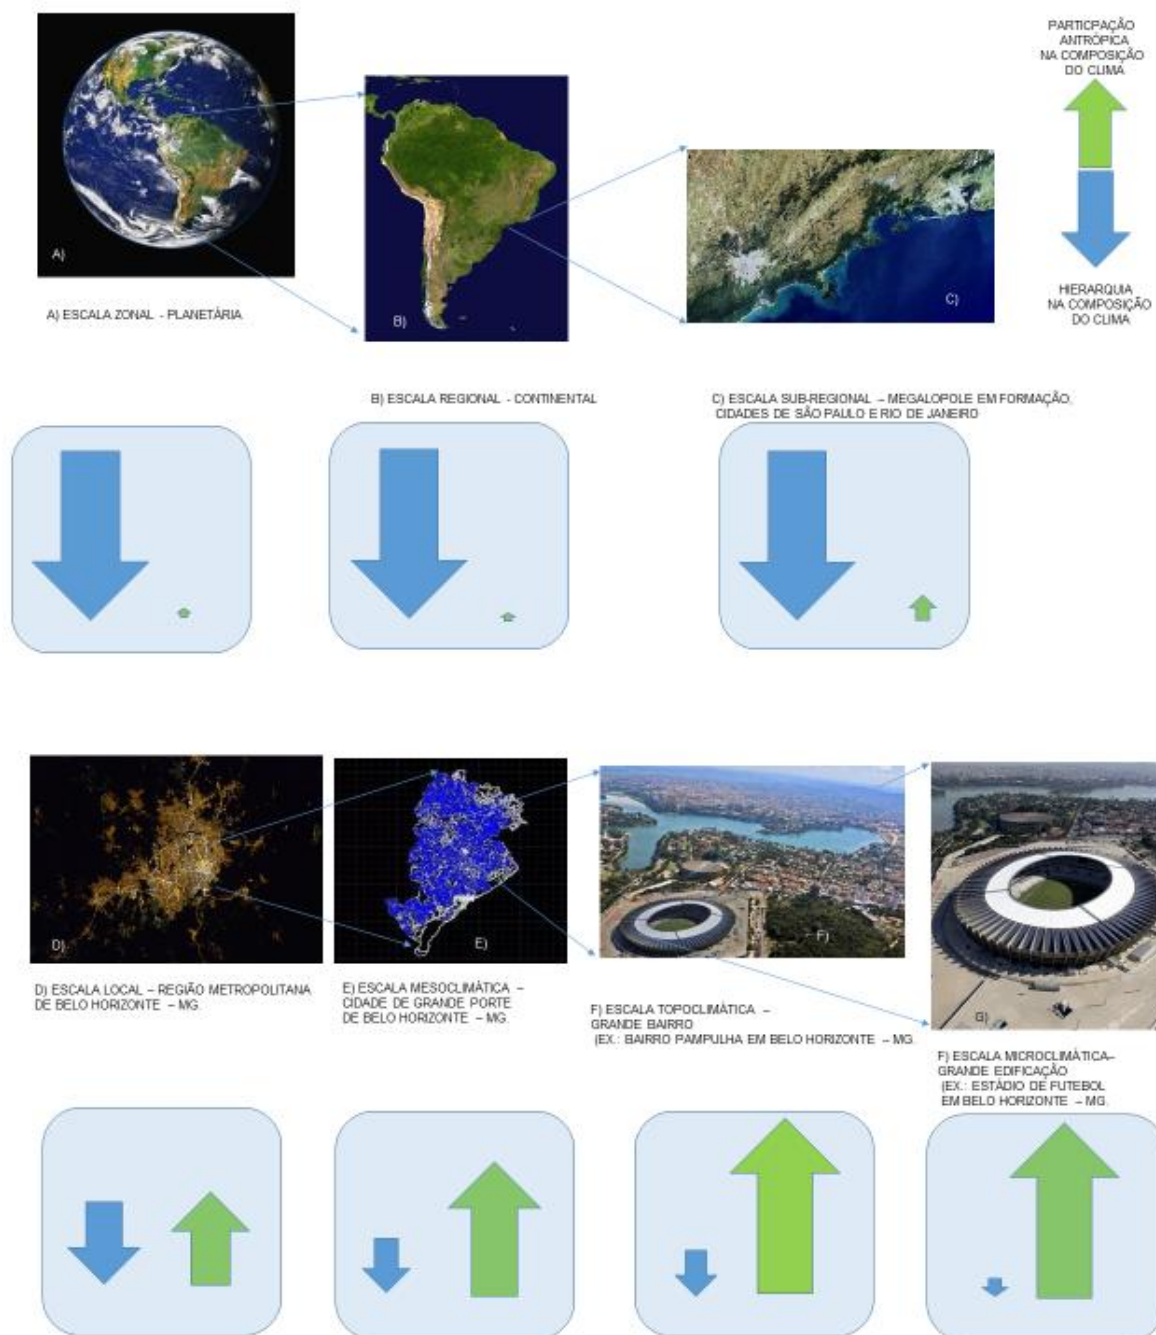 PARTICPAÇÃO
ANTRÓPICA
NA COMPOSIÇÃO
DO CLIMA
HIERARQUIA
NA COMPOSIÇÃO
DO CLIMA
A)
B)
C)
A) ESCALA ZONAL - PLANETÁRIA
B) ESCALA REGIONAL - CONTINENTAL
C) ESCALA SUB-REGIONAL – MEGALOPOLE EM FORMAÇÃO,
CIDADES DE SÃO PAULO E RIO DE JANEIRO
D)
E)
F)
G)
D) ESCALA LOCAL – REGIÃO METROPOLITANA
DE BELO HORIZONTE – MG.
E) ESCALA MESOCLIMÀTICA –
CIDADE DE GRANDE PORTE
DE BELO HORIZONTE – MG.
F) ESCALA TOPOCLIMÀTICA –
GRANDE BAIRRO
(EX.: BAIRRO PAMPULHA EM BELO HORIZONTE – MG.
F) ESCALA MICROCLIMÀTICA–
GRANDE EDIFICAÇÃO
(EX.: ESTÁDIO DE FUTEBOL
EM BELO HORIZONTE – MG.